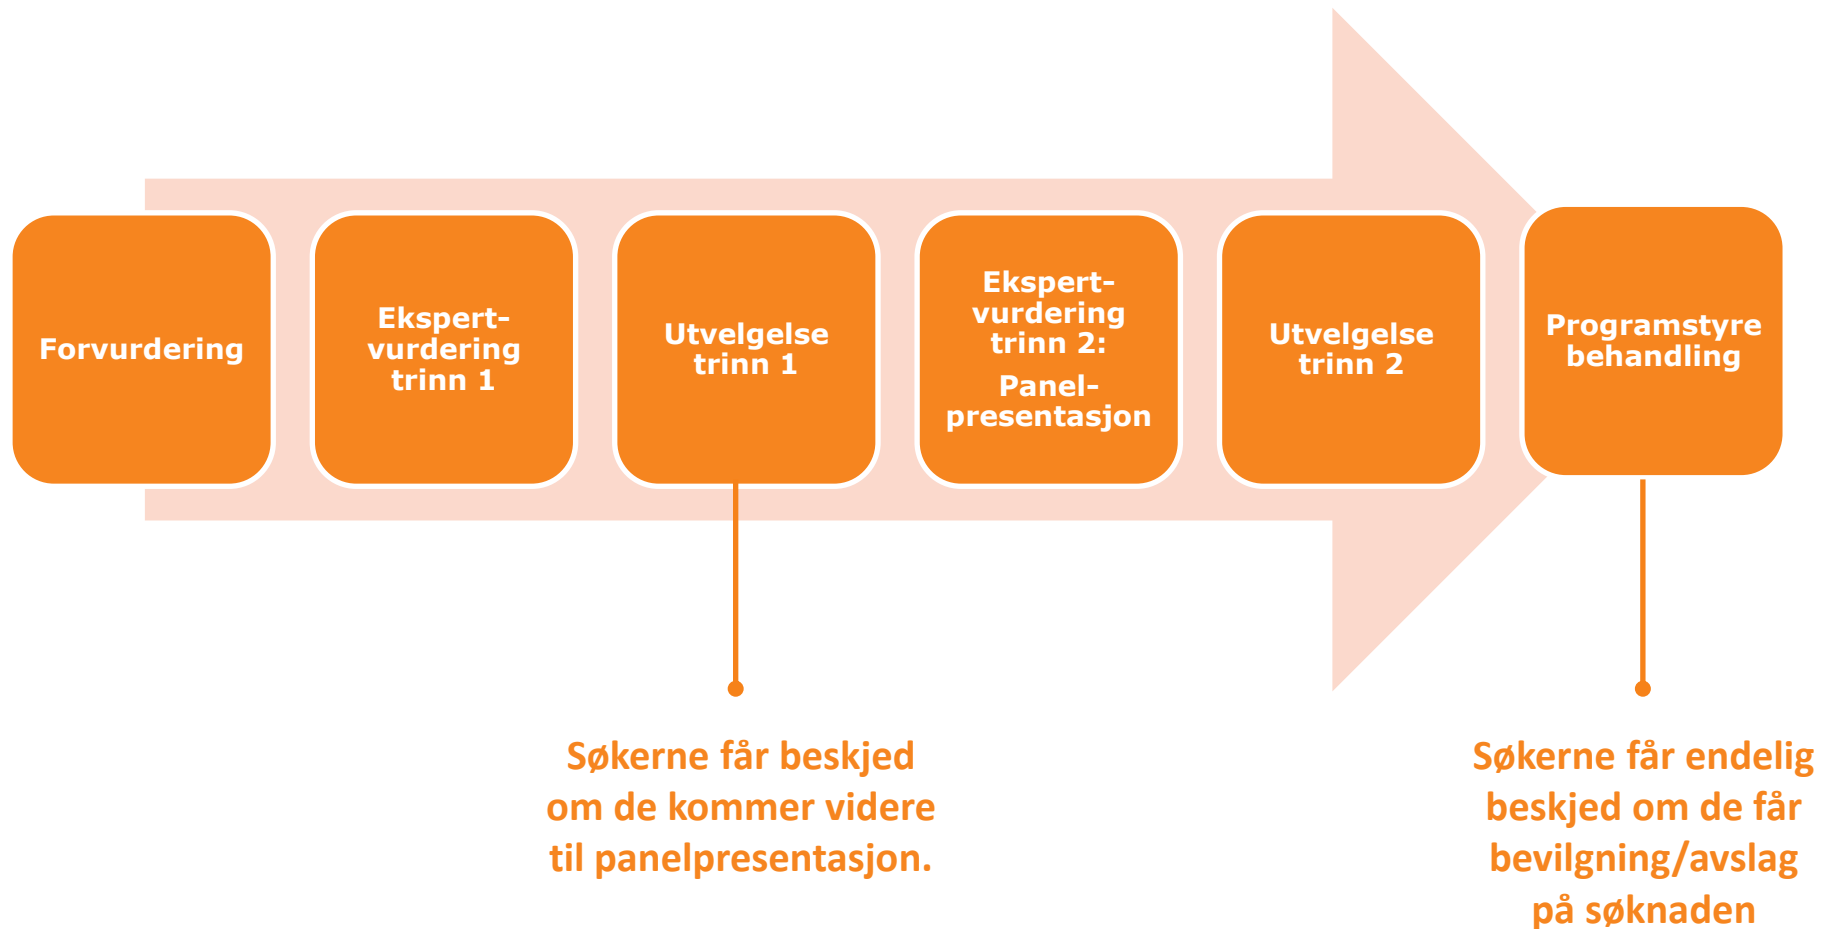 Forvurdering
Ekspert-
vurdering
trinn 1
Utvelgelse
trinn 1
Ekspert-
vurdering
trinn 2:
Panel-
presentasjon
Utvelgelse
trinn 2
Programstyre
behandling
Søkerne får beskjed
om de kommer videre
til panelpresentasjon.
Søkerne får endelig
beskjed om de får
bevilgning/avslag
på søknaden